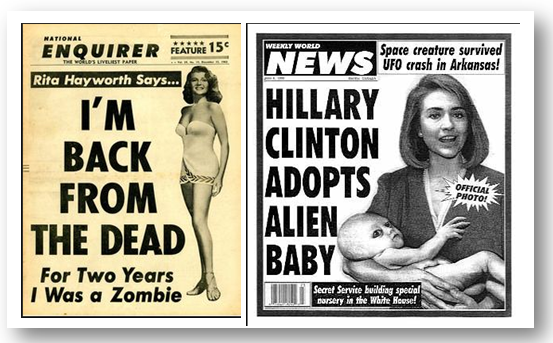 NATIONAL
ENQUIRER
THE WORLD'S LIVELIEST PAPER
★★★★★
FEATURE 15¢
Rita Hayworth Says...
I'M
BACK
FROM
THE DEAD
For Two Years
I Was a Zombie
WEEKLY WORLD
NEWS
Space creature survived
UFO crash in Arkansas!
HILLARY
CLINTON
ADOPTS
ALIEN
BABY
OFFICIAL
PHOTO!
Secret Service building special
nursery in the White House!